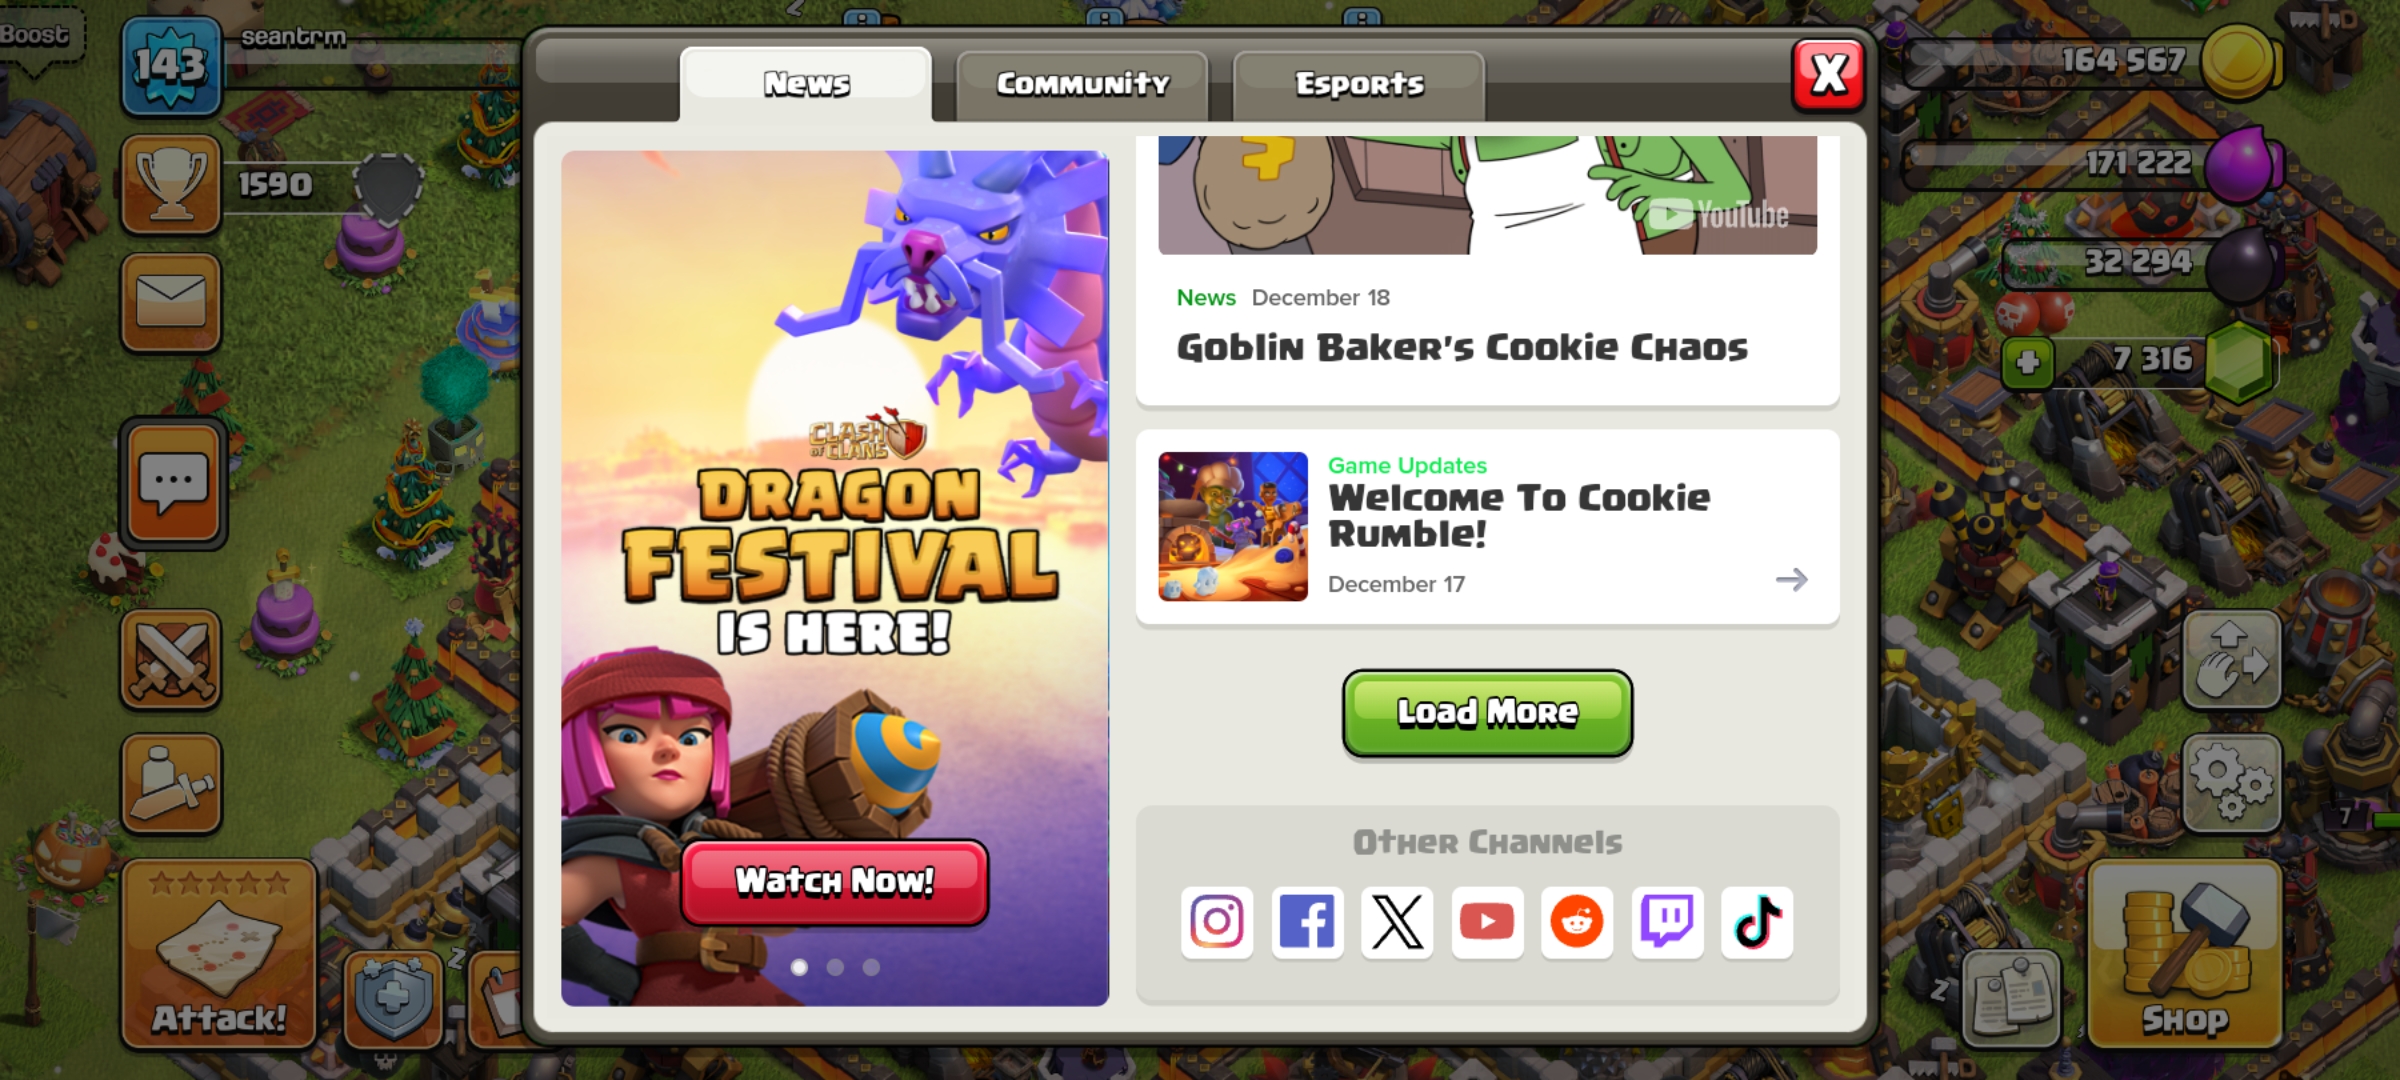 Boost
143
seantrm
1590
Attack!
News
Community
Esports
X
CLASH
OF CLANS
DRAGON
FESTIVAL
IS HERE!
Watch Now!
YouTube
News December 18
Goblin Baker's Cookie Chaos
Game Updates
Welcome To Cookie
Rumble!
December 17
Load More
Other Channels
164 567
171 222
32 294
7 316
7
Shop